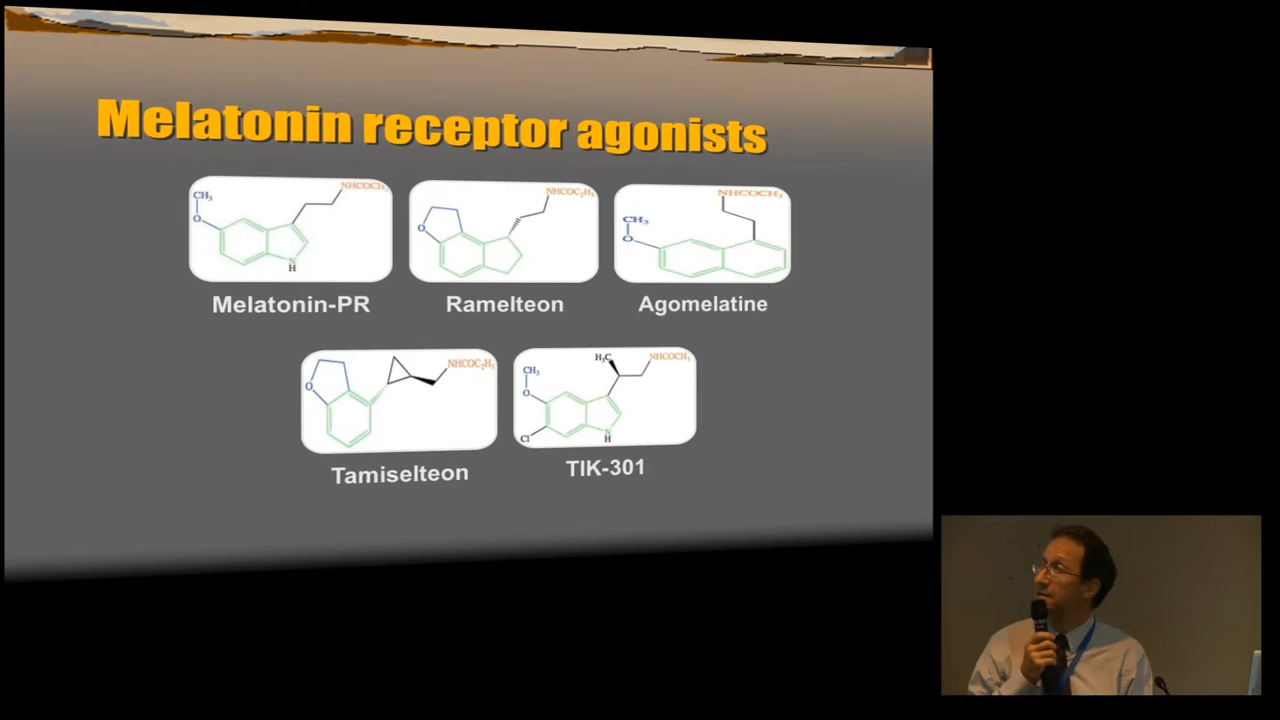 Melatonin receptor agonists
NHCOCH3
CH3
O
N
H
Melatonin-PR
NHCOC2H5
O
Ramelteon
NHCOCH3
CH3
O
Agomelatine
NHCOC2H5
O
Tamiselteon
H3C
NHCOCH3
CH3
O
Cl
N
H
TIK-301